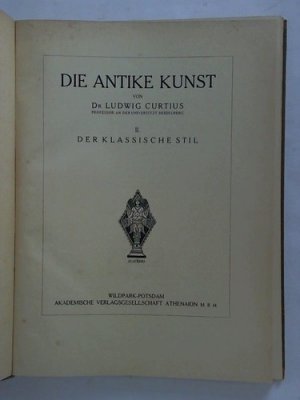 DIE ANTIKE KUNST
VON
DR LUDWIG CURTIUS
PROFESSOR AN DER UNIVERSITÄT HEIDELBERG
II.
DER KLASSISCHE STIL
WILDPARK-POTSDAM
AKADEMISCHE VERLAGSGESELLSCHAFT ATHENAION M. B. H.